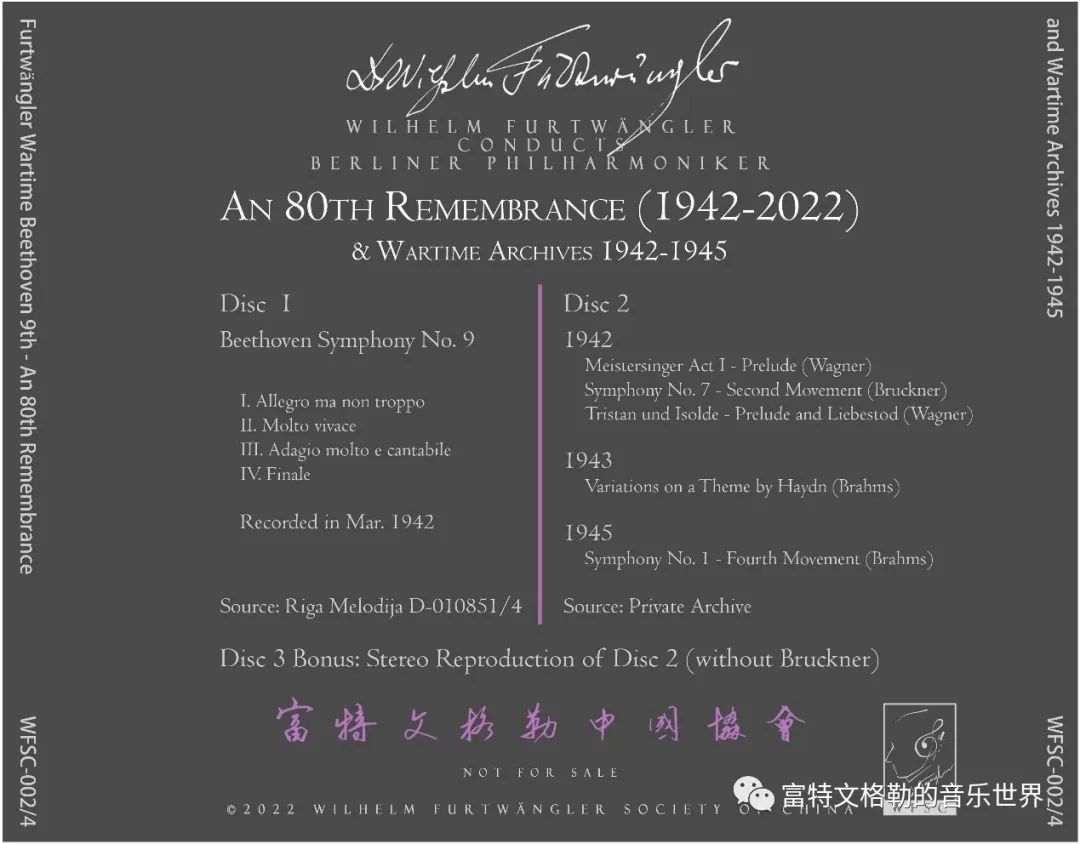 Dr Wilhelm Furtwängler
WILHELM FURTWÄNGLER
CONDUCTS
BERLINER PHILHARMONIKER
AN 80TH REMEMBRANCE (1942-2022)
& WARTIME ARCHIVES 1942-1945
Disc 1
Beethoven Symphony No. 9
I. Allegro ma non troppo
II. Molto vivace
III. Adagio molto e cantabile
IV. Finale
Recorded in Mar. 1942
Source: Riga Melodija D-010851/4
Disc 2
1942
Meistersinger Act I - Prelude (Wagner)
Symphony No. 7 - Second Movement (Bruckner)
Tristan und Isolde - Prelude and Liebestod (Wagner)
1943
Variations on a Theme by Haydn (Brahms)
1945
Symphony No. 1 - Fourth Movement (Brahms)
Source: Private Archive
Disc 3 Bonus: Stereo Reproduction of Disc 2 (without Bruckner)
富特文格勒中國協會
NOT FOR SALE
©2022 WILHELM FURTWÄNGLER SOCIETY OF CHINA
WFSC
富特文格勒的音乐世界
Furtwängler Wartime Beethoven 9th - An 80th Remembrance
WFSC-002/4
and Wartime Archives 1942-1945
WFSC-002/4